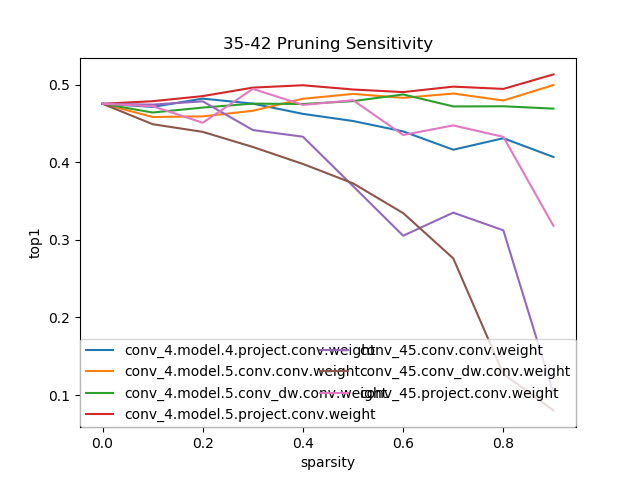 35-42 Pruning Sensitivity
0.5
0.4
0.3
0.2
0.1
top1
conv_4.model.4.project.conv.weight
conv_4.model.5.conv.conv.weight
conv_4.model.5.conv_dw.conv.weight
conv_4.model.5.project.conv.weight
conv_45.conv.conv.weight
conv_45.conv_dw.conv.weight
conv_45.project.conv.weight
0.0 0.2 0.4 0.6 0.8
sparsity